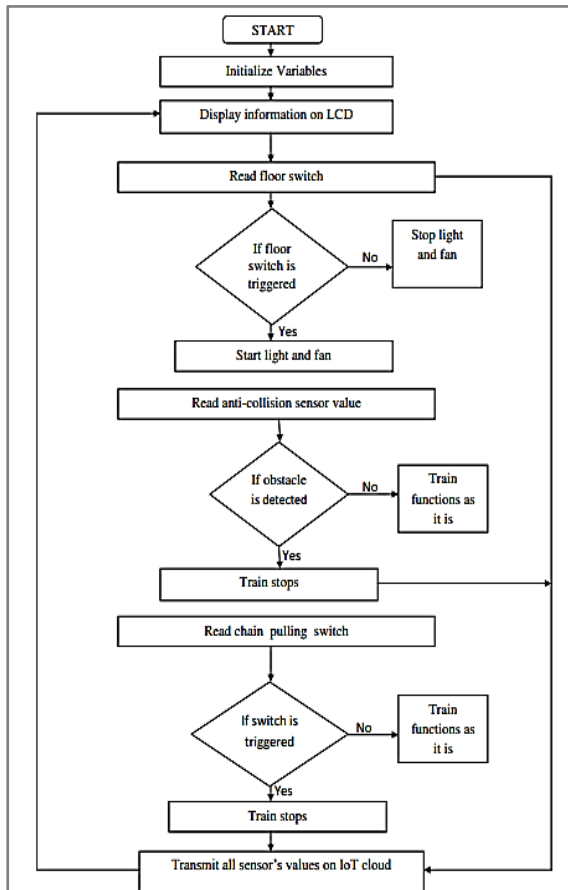 START
Initialize Variables
Display information on LCD
Read floor switch
If floor
switch is
triggered
No
Stop light
and fan
Yes
Start light and fan
Read anti-collision sensor value
If obstacle
is detected
No
Train
functions as
it is
Yes
Train stops
Read chain pulling switch
If switch is
triggered
No
Train
functions as
it is
Yes
Train stops
Transmit all sensor's values on IoT cloud